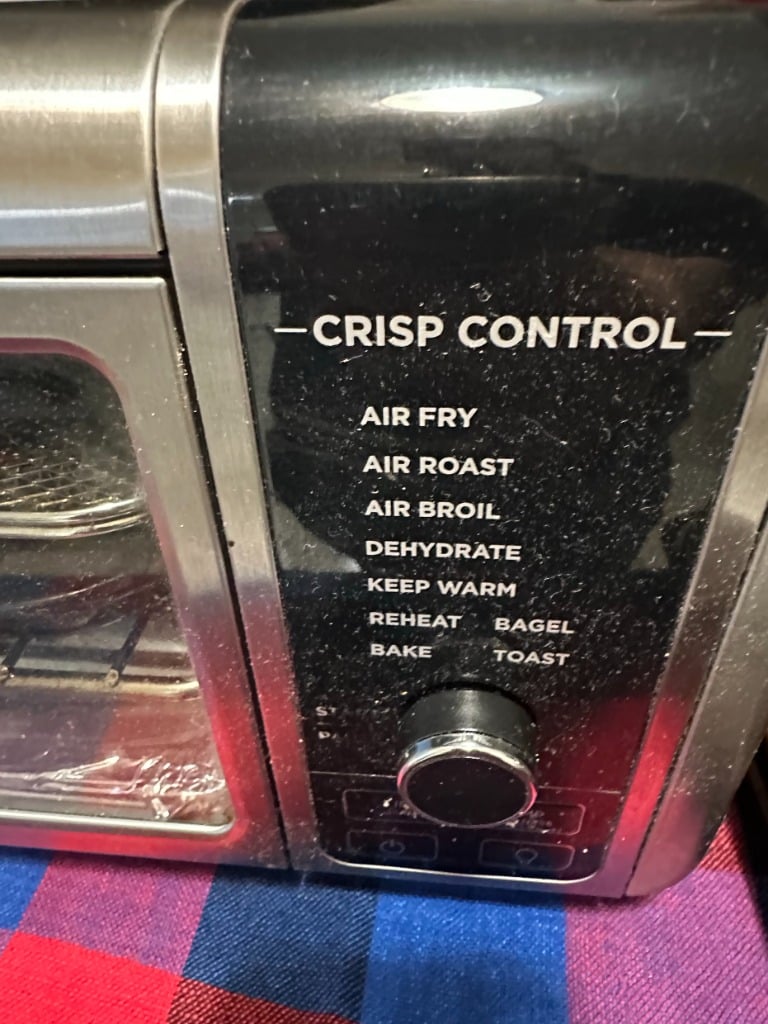 CRISP CONTROL
AIR FRY
AIR ROAST
AIR BROIL
DEHYDRATE
KEEP WARM
REHEAT BAGEL
BAKE TOAST